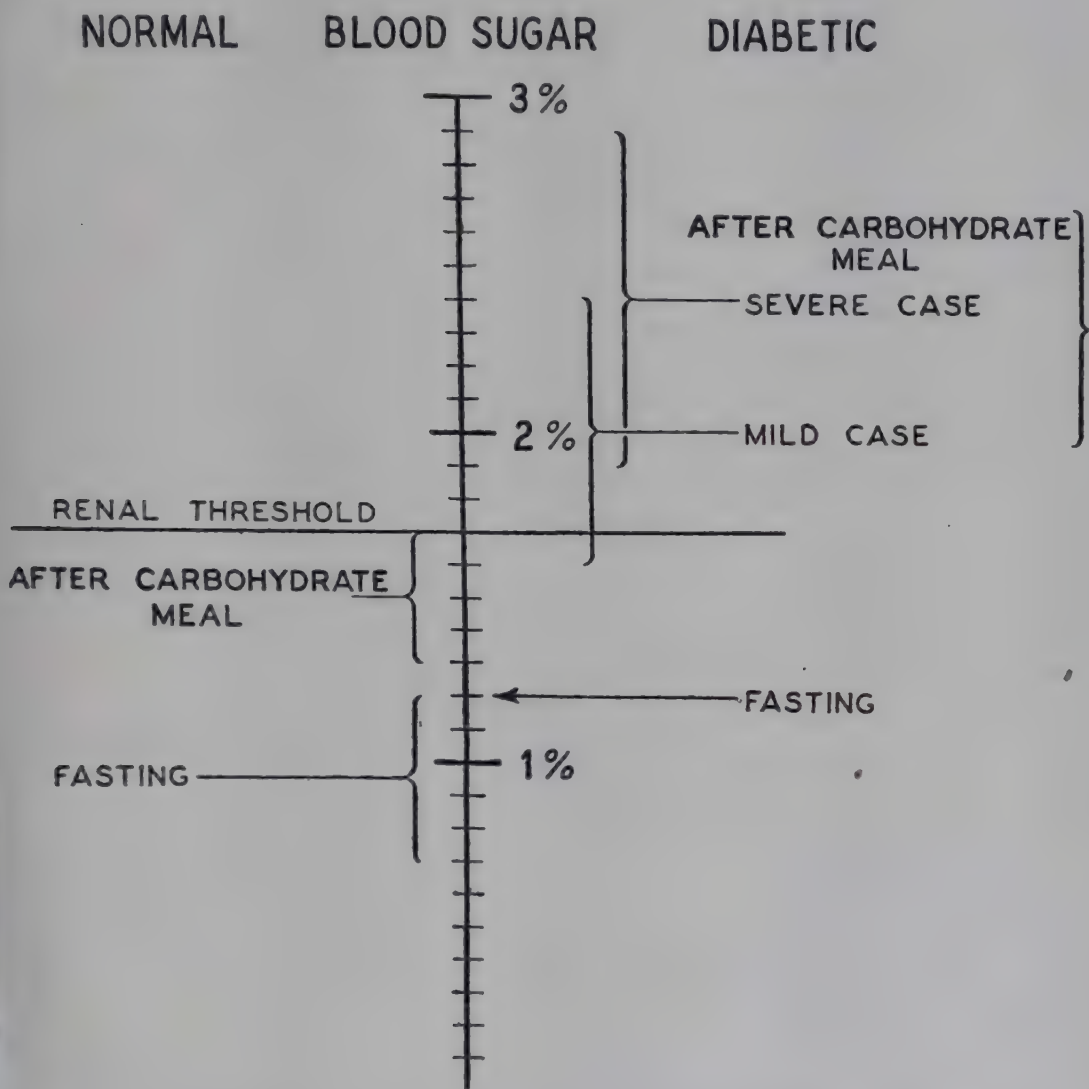 NORMAL BLOOD SUGAR DIABETIC
3%
AFTER CARBOHYDRATE
MEAL
SEVERE CASE
2%
MILD CASE
RENAL THRESHOLD
AFTER CARBOHYDRATE
MEAL
FASTING
1%
FASTING